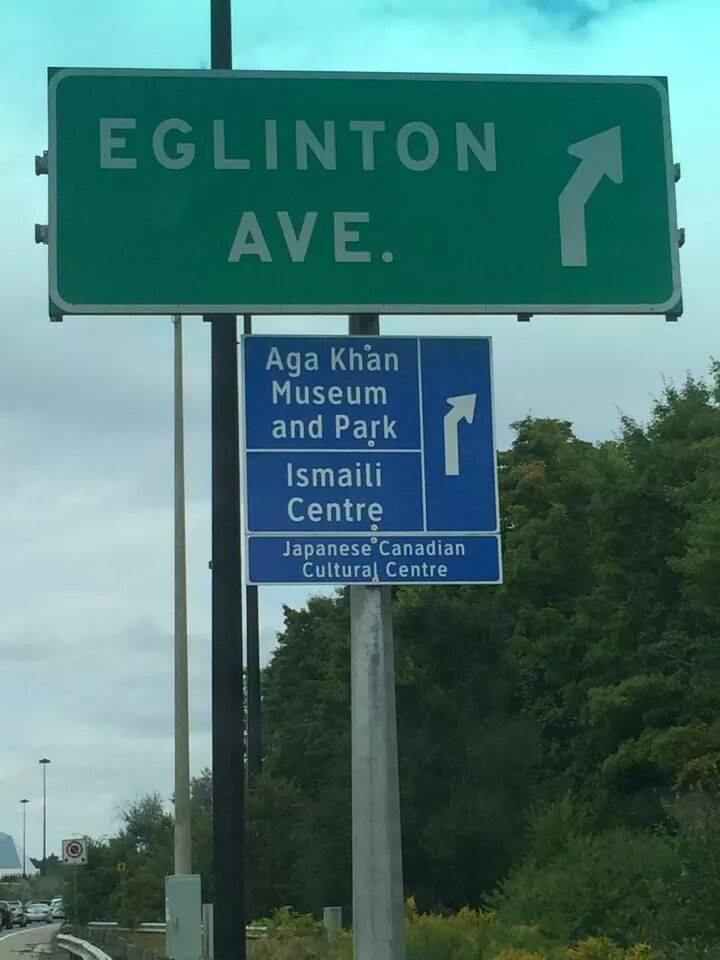 EGLINTON
AVE.
Aga Khan
Museum
and Park
Ismaili
Centre
Japanese Canadian
Cultural Centre